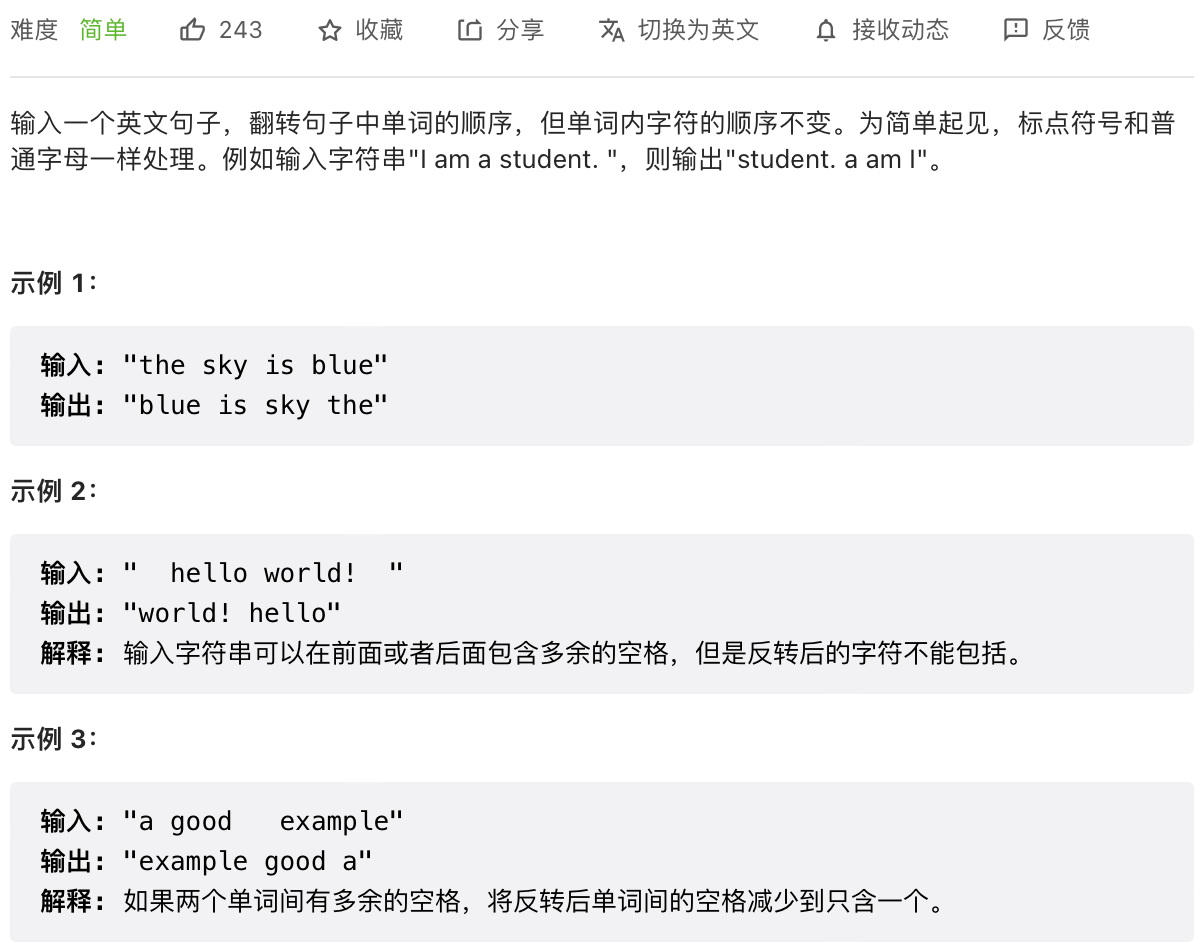 难度 简单 243 收藏 分享 切换为英文 接收动态 反馈
输入一个英文句子，翻转句子中单词的顺序，但单词内字符的顺序不变。为简单起见，标点符号和普
通字母一样处理。例如输入字符串"I am a student. "，则输出"student. a am I"。
示例 1：
输入: "the sky is blue"
输出: "blue is sky the"
示例 2：
输入: "  hello world!  "
输出: "world! hello"
解释: 输入字符串可以在前面或者后面包含多余的空格，但是反转后的字符不能包括。
示例 3：
输入: "a good   example"
输出: "example good a"
解释: 如果两个单词间有多余的空格，将反转后单词间的空格减少到只含一个。